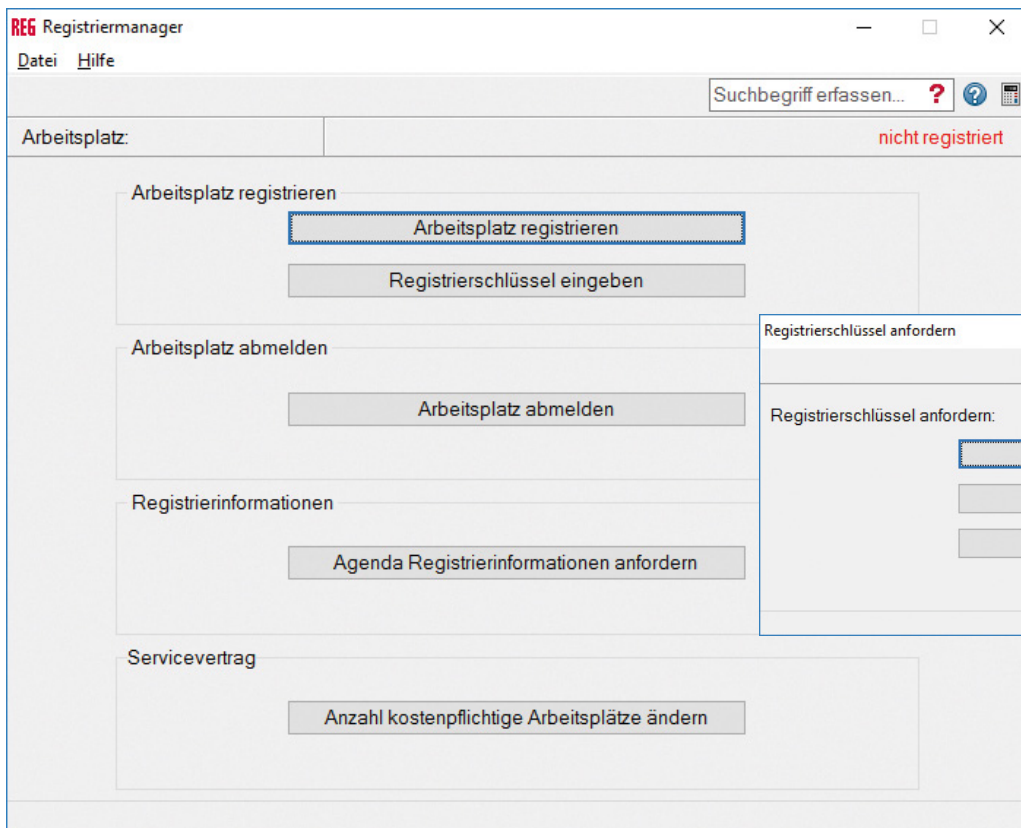 REG Registriermanager
Datei Hilfe
Suchbegriff erfassen... ? ?
Arbeitsplatz: nicht registriert
Arbeitsplatz registrieren
Arbeitsplatz registrieren
Registrierschlüssel eingeben
Arbeitsplatz abmelden
Arbeitsplatz abmelden
Registrierinformationen
Agenda Registrierinformationen anfordern
Servicevertrag
Anzahl kostenpflichtige Arbeitsplätze ändern
Registrierschlüssel anfordern
Registrierschlüssel anfordern: